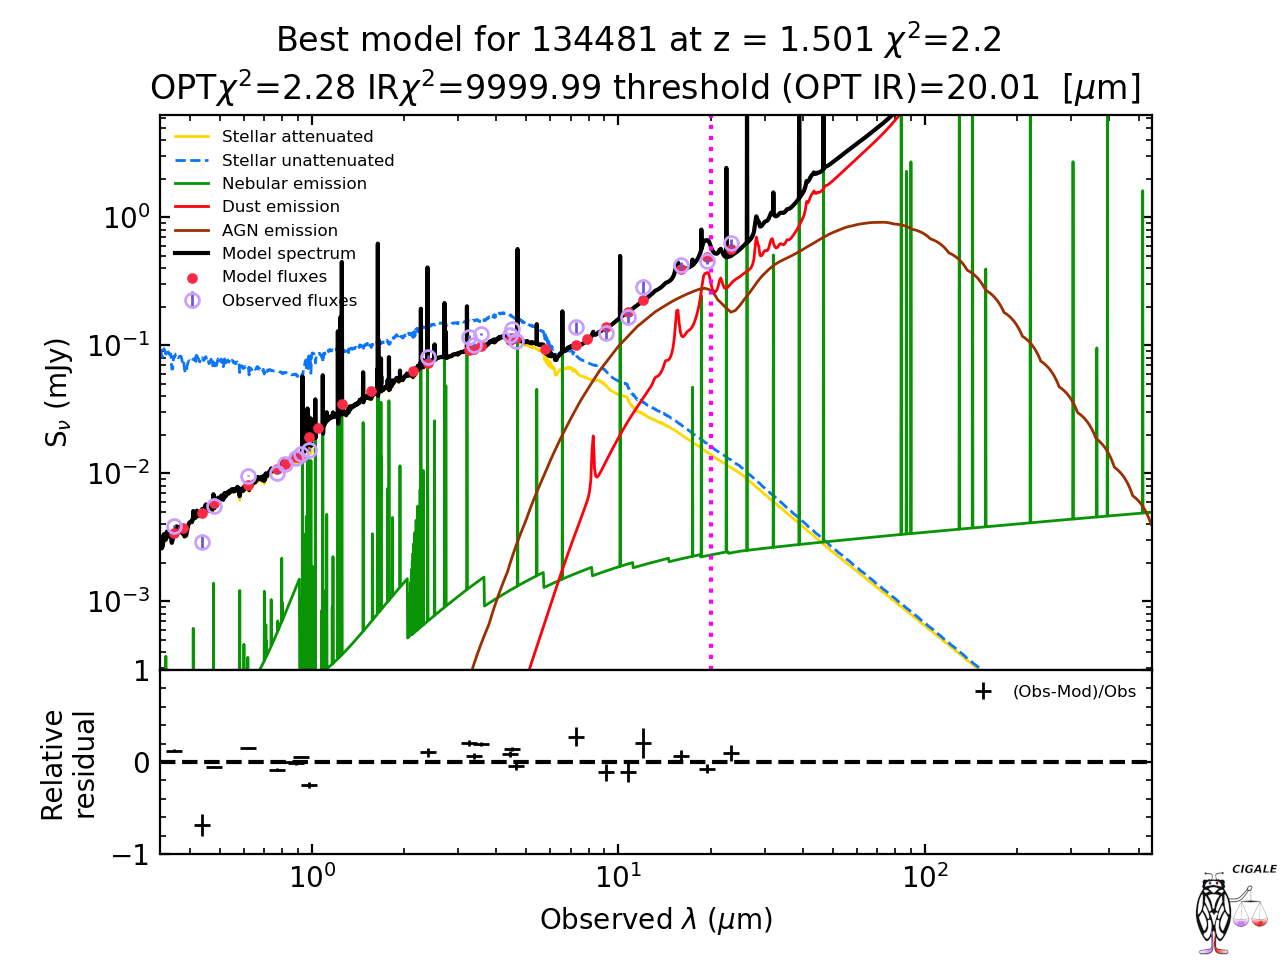 Best model for 134481 at z = 1.501 χ²=2.2
OPTχ²=2.28 IRχ²=9999.99 threshold (OPT IR)=20.01 [μm]
Stellar attenuated
Stellar unattenuated
Nebular emission
Dust emission
AGN emission
Model spectrum
Model fluxes
Observed fluxes
10⁰
10⁻¹
10⁻²
10⁻³
S_ν (mJy)
1
0
−1
Relative
residual
(Obs-Mod)/Obs
10⁰ 10¹ 10²
Observed λ (μm)
CIGALE